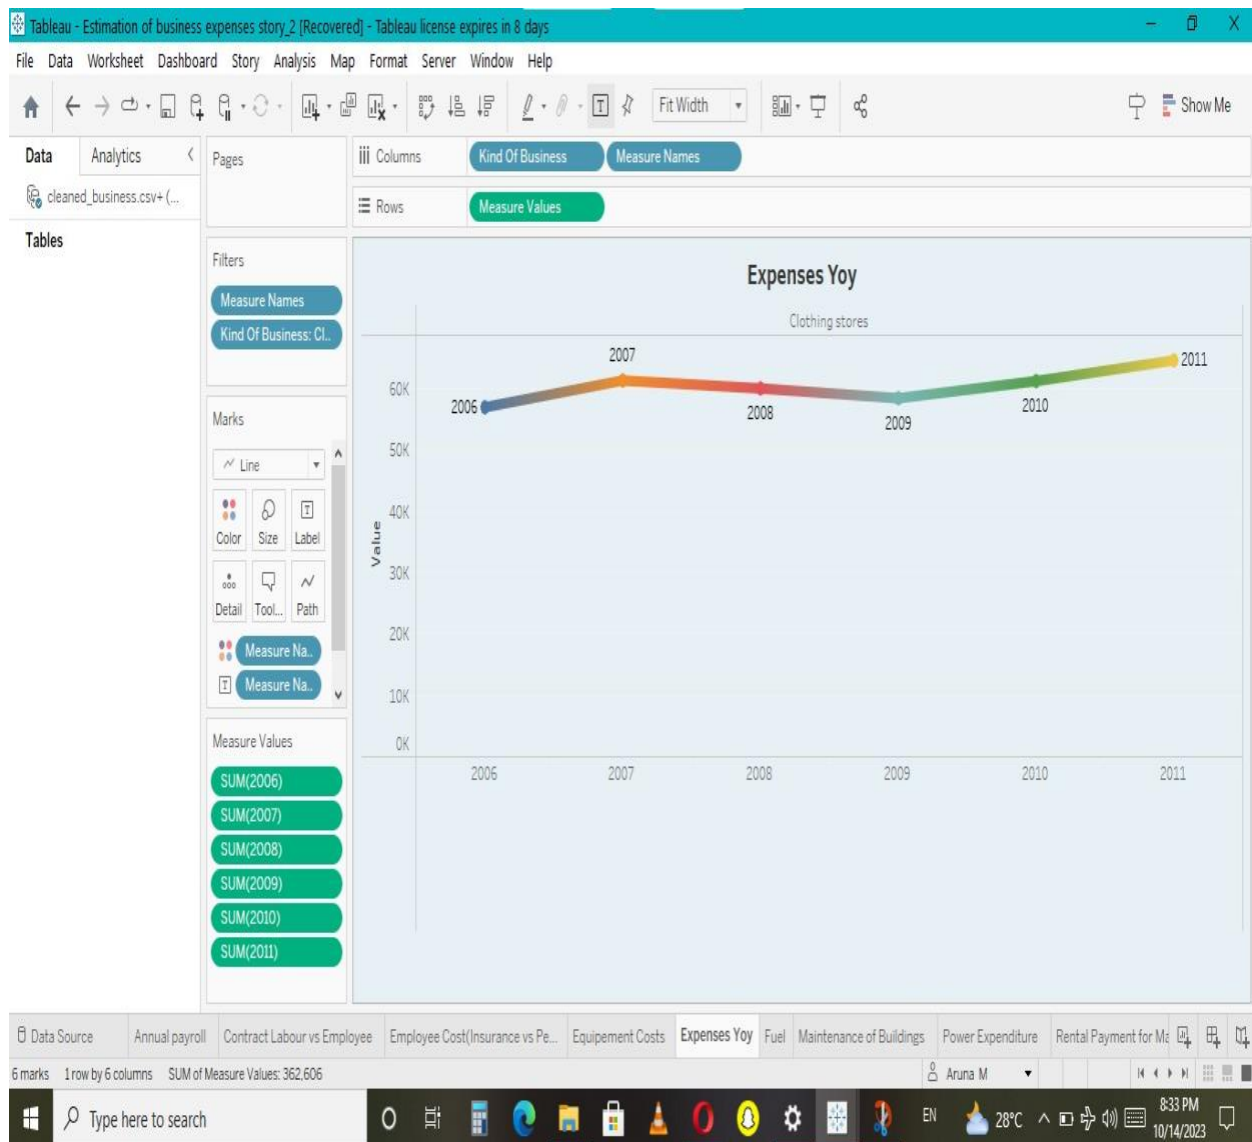 Tableau - Estimation of business expenses story_2 [Recovered] - Tableau license expires in 8 days
File Data Worksheet Dashboard Story Analysis Map Format Server Window Help
Fit Width
Show Me
Data Analytics
cleaned_business.csv+ (...
Tables
Pages
Columns Kind Of Business Measure Names
Rows Measure Values
Filters
Measure Names
Kind Of Business: Cl..
Marks
Line
Color Size Label
Detail Tool... Path
Measure Na..
Measure Na..
Measure Values
SUM(2006)
SUM(2007)
SUM(2008)
SUM(2009)
SUM(2010)
SUM(2011)
Expenses Yoy
Clothing stores
2007
2011
60K
2006
2008
2010
2009
50K
40K
Value
30K
20K
10K
0K
2006 2007 2008 2009 2010 2011
Data Source Annual payroll Contract Labour vs Employee Employee Cost(Insurance vs Pe... Equipement Costs Expenses Yoy Fuel Maintenance of Buildings Power Expenditure Rental Payment for Ma
6 marks 1 row by 6 columns SUM of Measure Values: 362,606 Aruna M
Type here to search EN 28°C 8:33 PM
10/14/2023